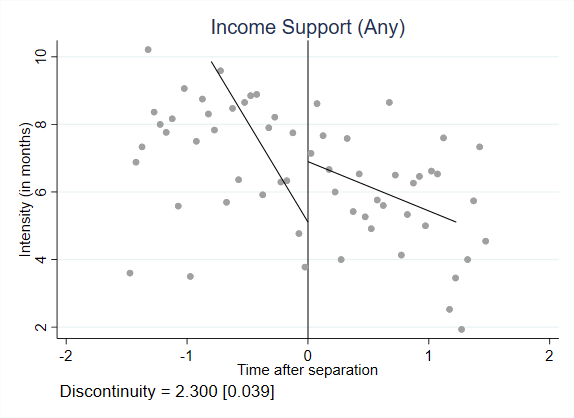 Income Support (Any)
Intensity (in months)
10
8
6
4
2
-2 -1 0 1 2
Time after separation
Discontinuity = 2.300 [0.039]